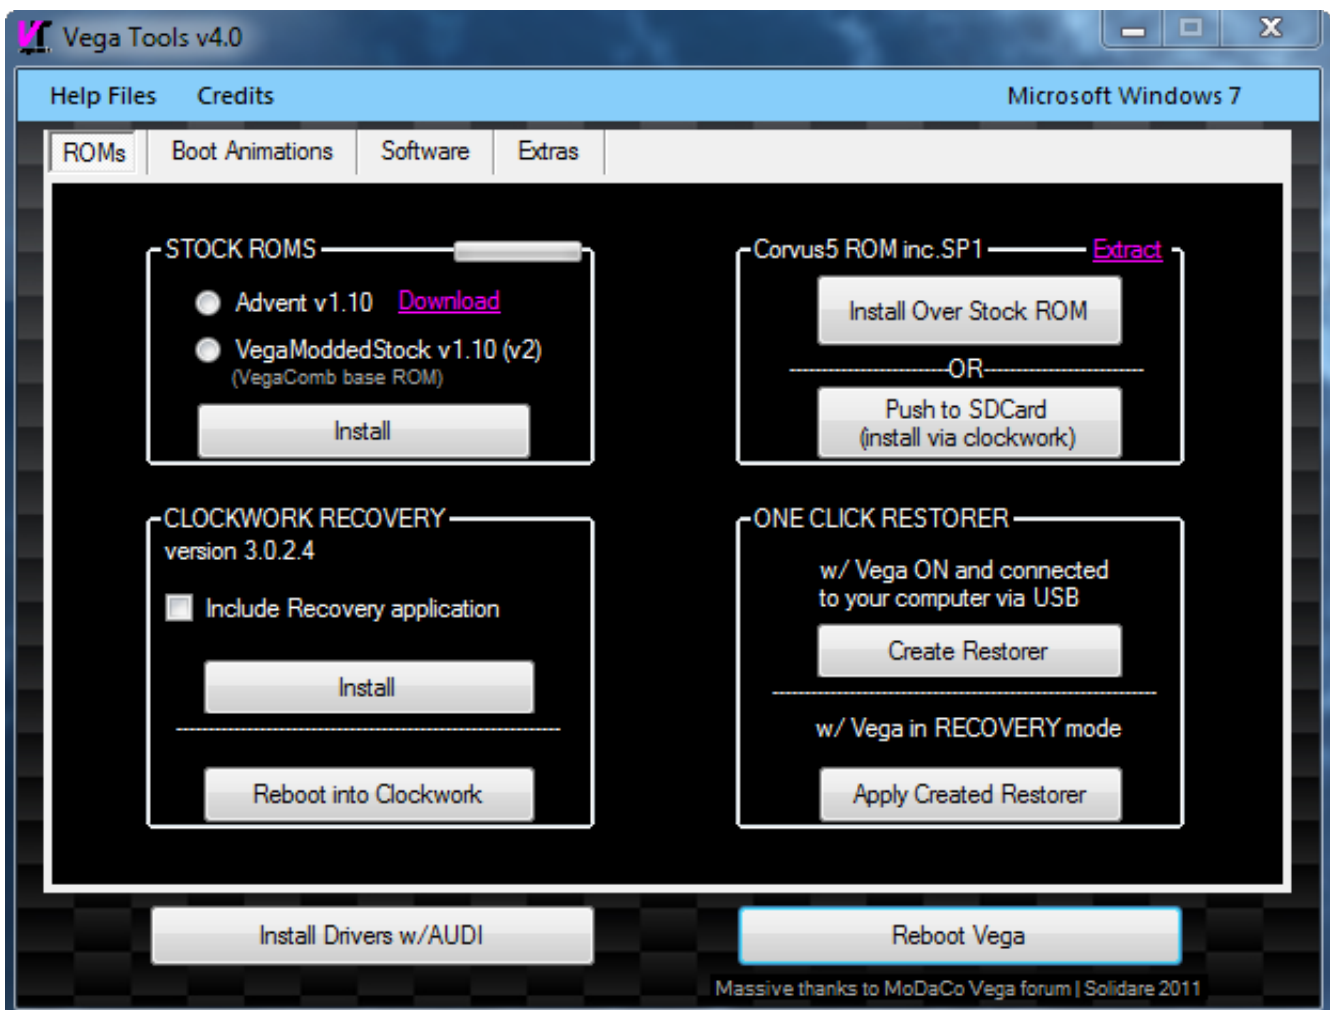 Vega Tools v4.0
Help Files Credits Microsoft Windows 7
ROMs Boot Animations Software Extras
STOCK ROMS
Advent v1.10 Download
VegaModdedStock v1.10 (v2)
(VegaComb base ROM)
Install
Corvus5 ROM inc.SP1 Extract
Install Over Stock ROM
OR
Push to SDCard
(install via clockwork)
CLOCKWORK RECOVERY
version 3.0.2.4
Include Recovery application
Install
Reboot into Clockwork
ONE CLICK RESTORER
w/ Vega ON and connected
to your computer via USB
Create Restorer
w/ Vega in RECOVERY mode
Apply Created Restorer
Install Drivers w/AUDI
Reboot Vega
Massive thanks to MoDaCo Vega forum | Solidare 2011